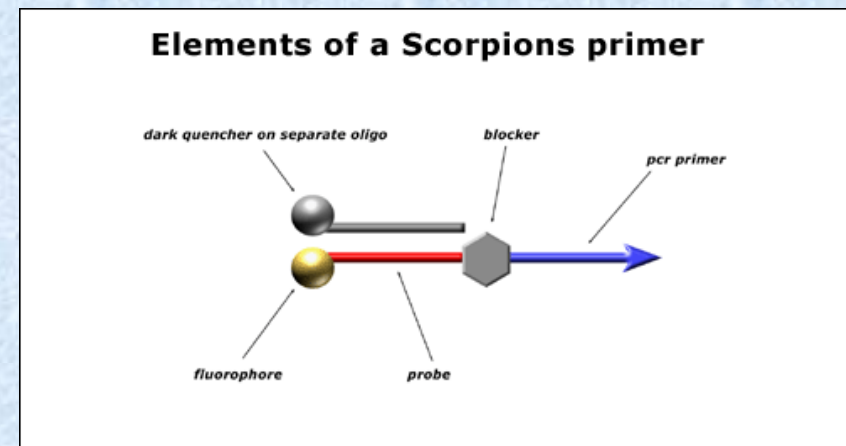 Elements of a Scorpions primer
dark quencher on separate oligo
blocker
pcr primer
fluorophore
probe